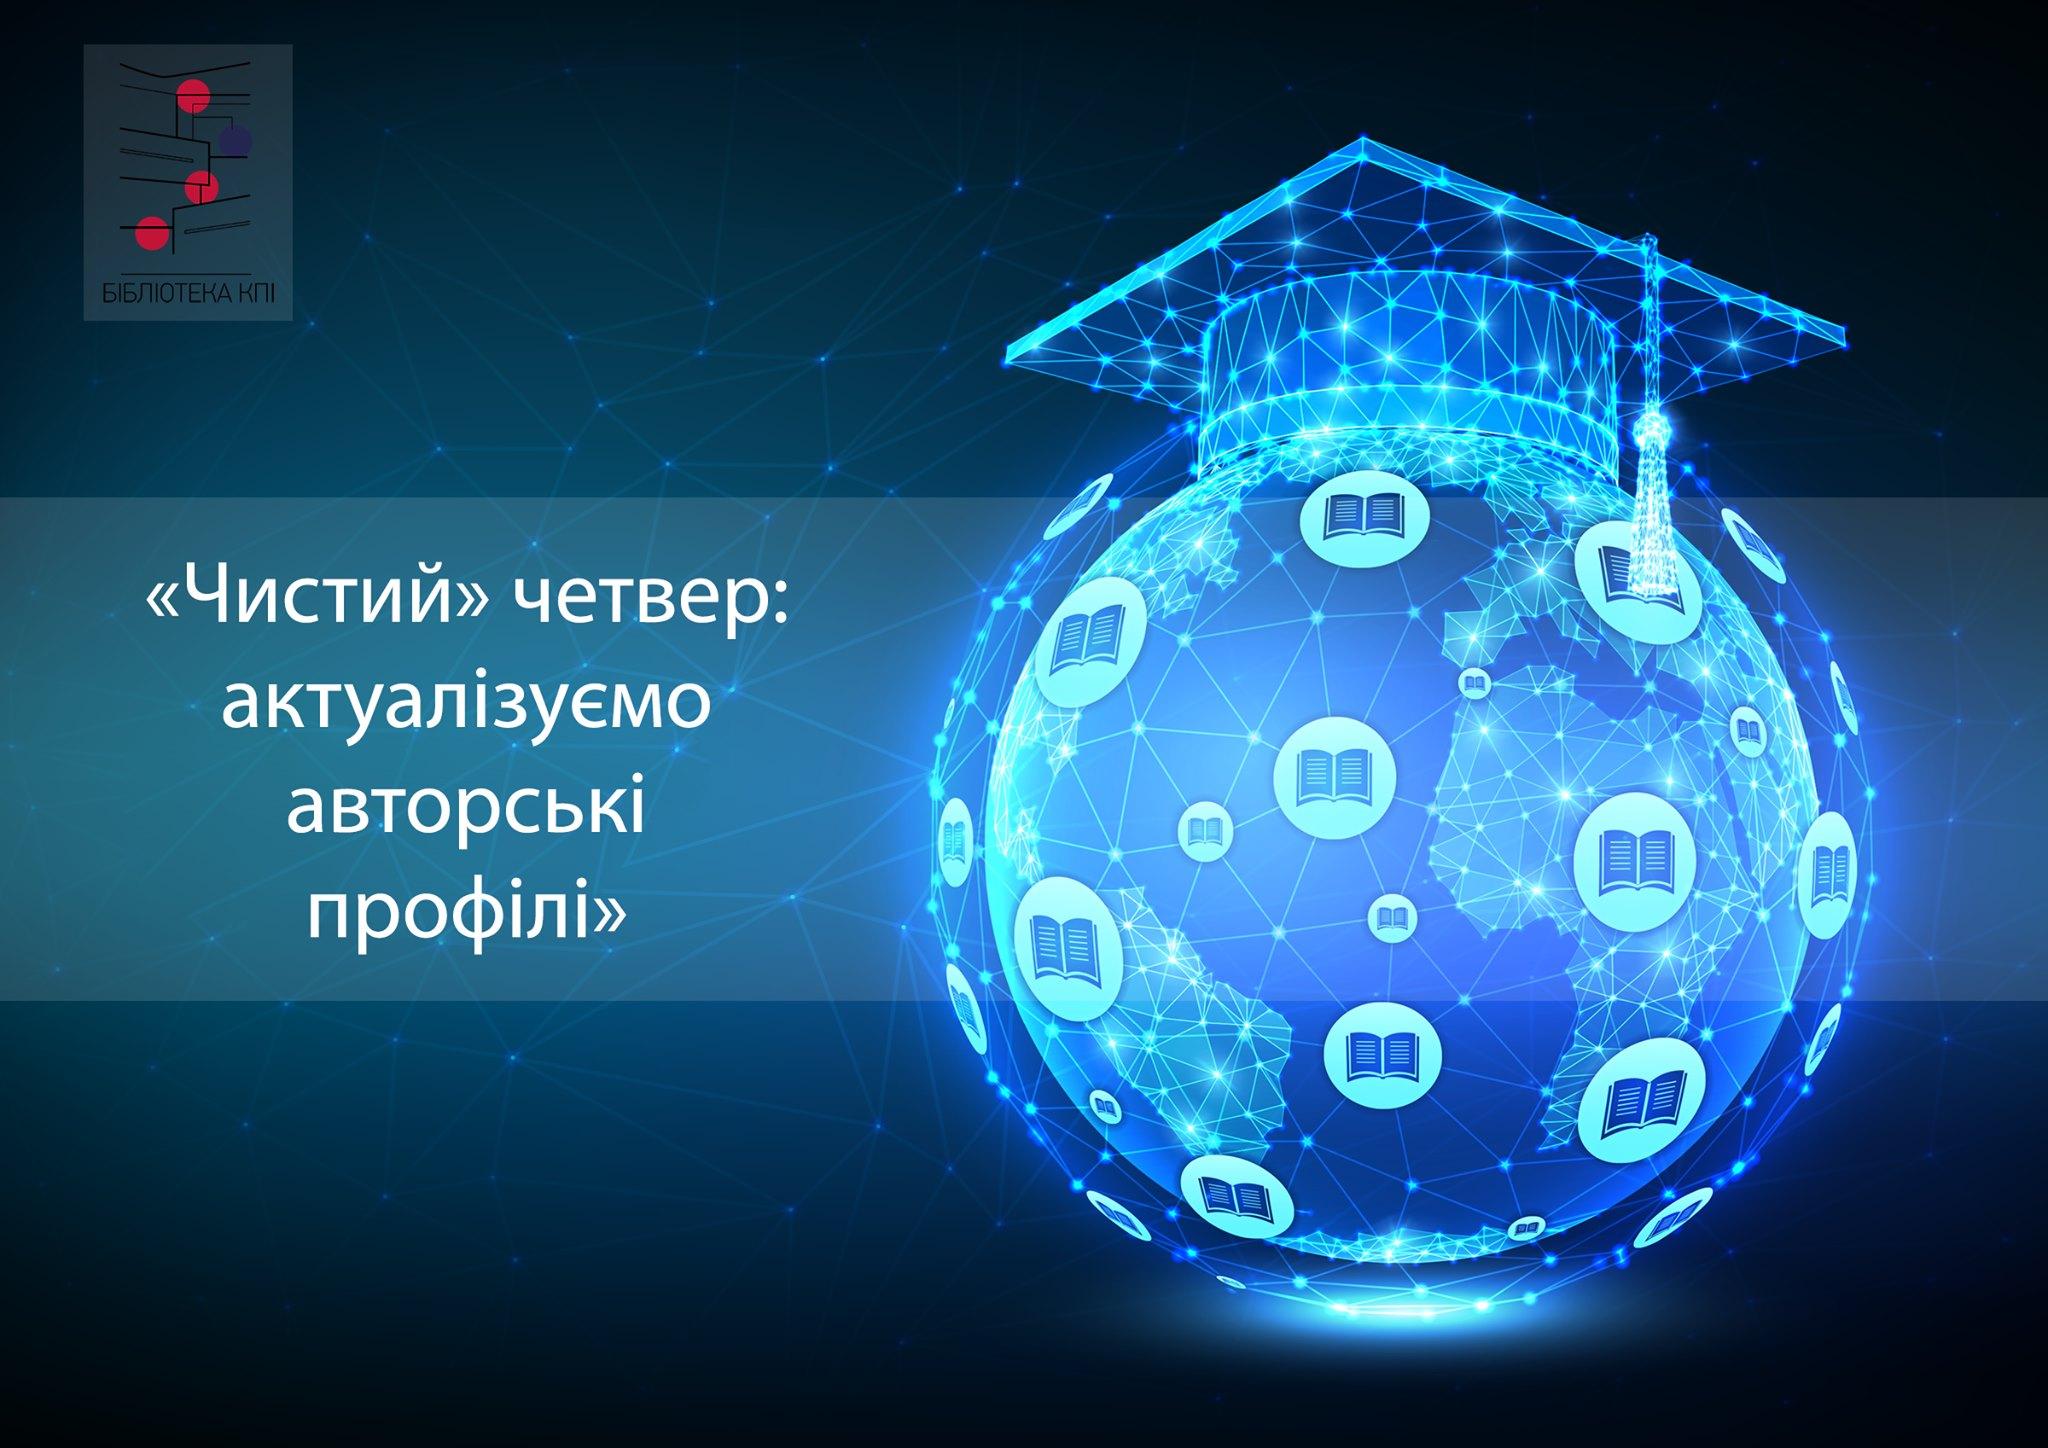 БІБЛІОТЕКА КПІ
«Чистий» четвер:
актуалізуємо
авторські
профілі»